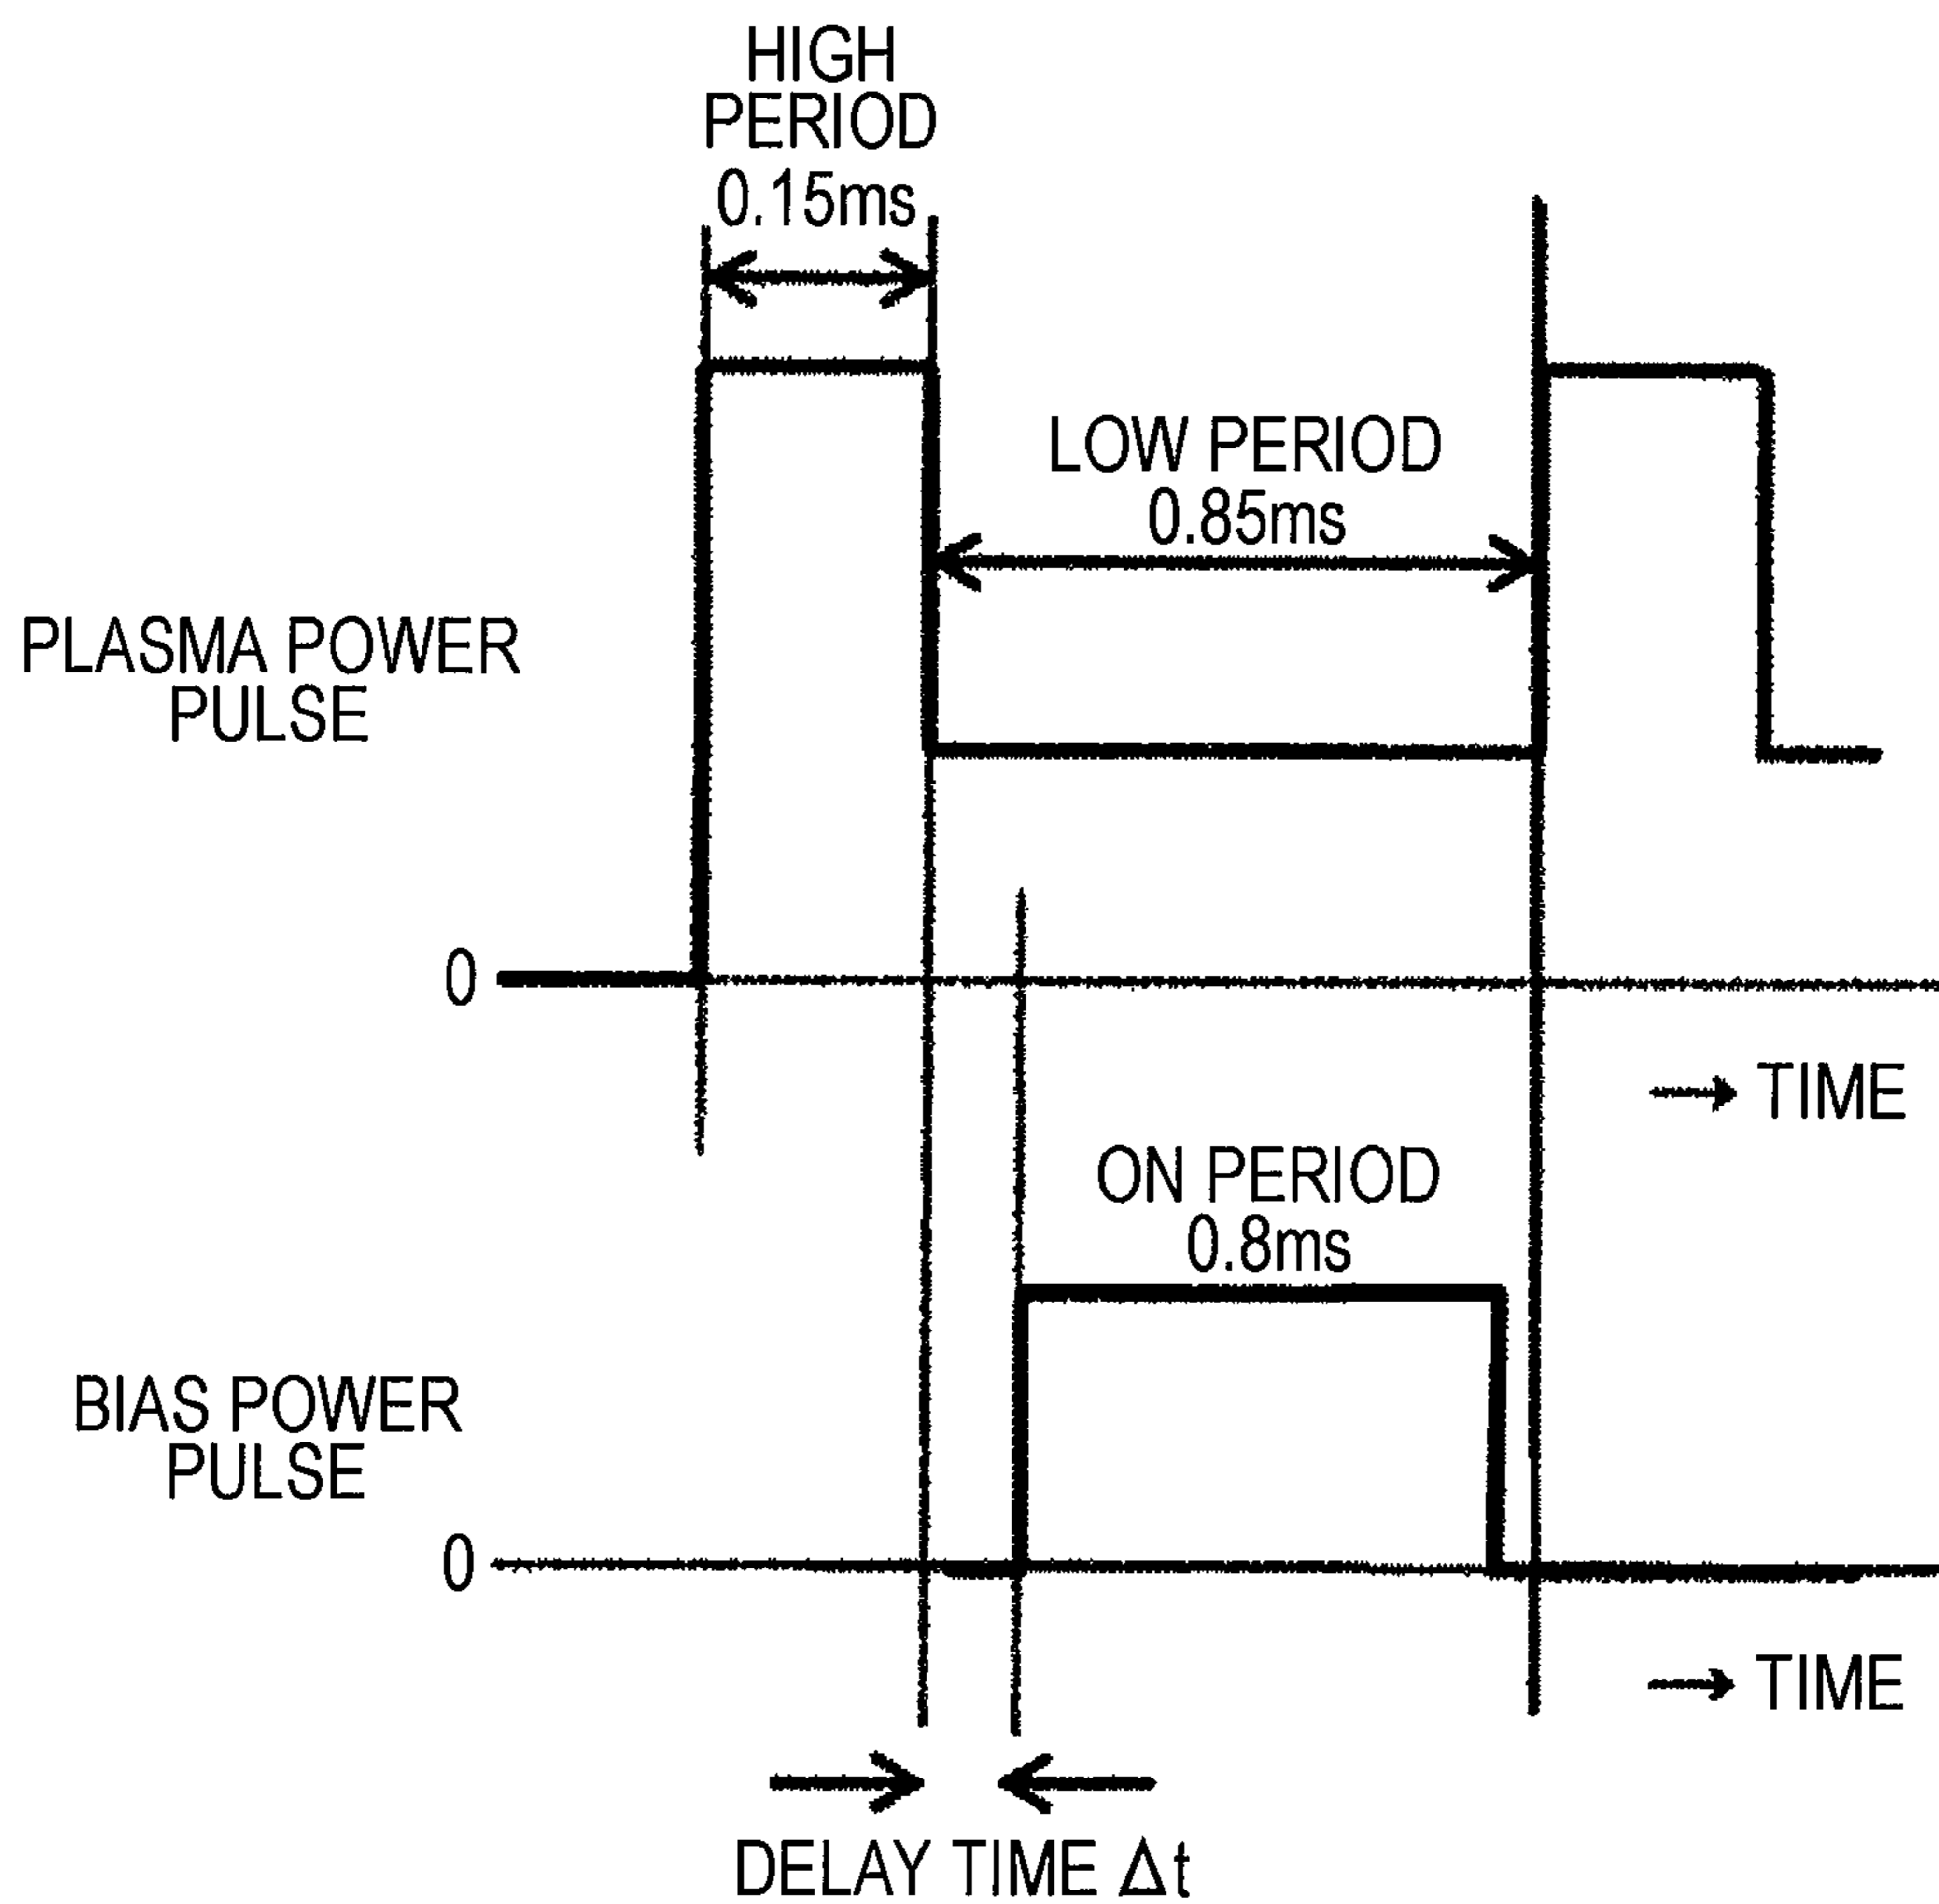 HIGH
PERIOD
0.15ms
LOW PERIOD
0.85ms
PLASMA POWER
PULSE
0
TIME
ON PERIOD
0.8ms
BIAS POWER
PULSE
0
TIME
DELAY TIME Δt